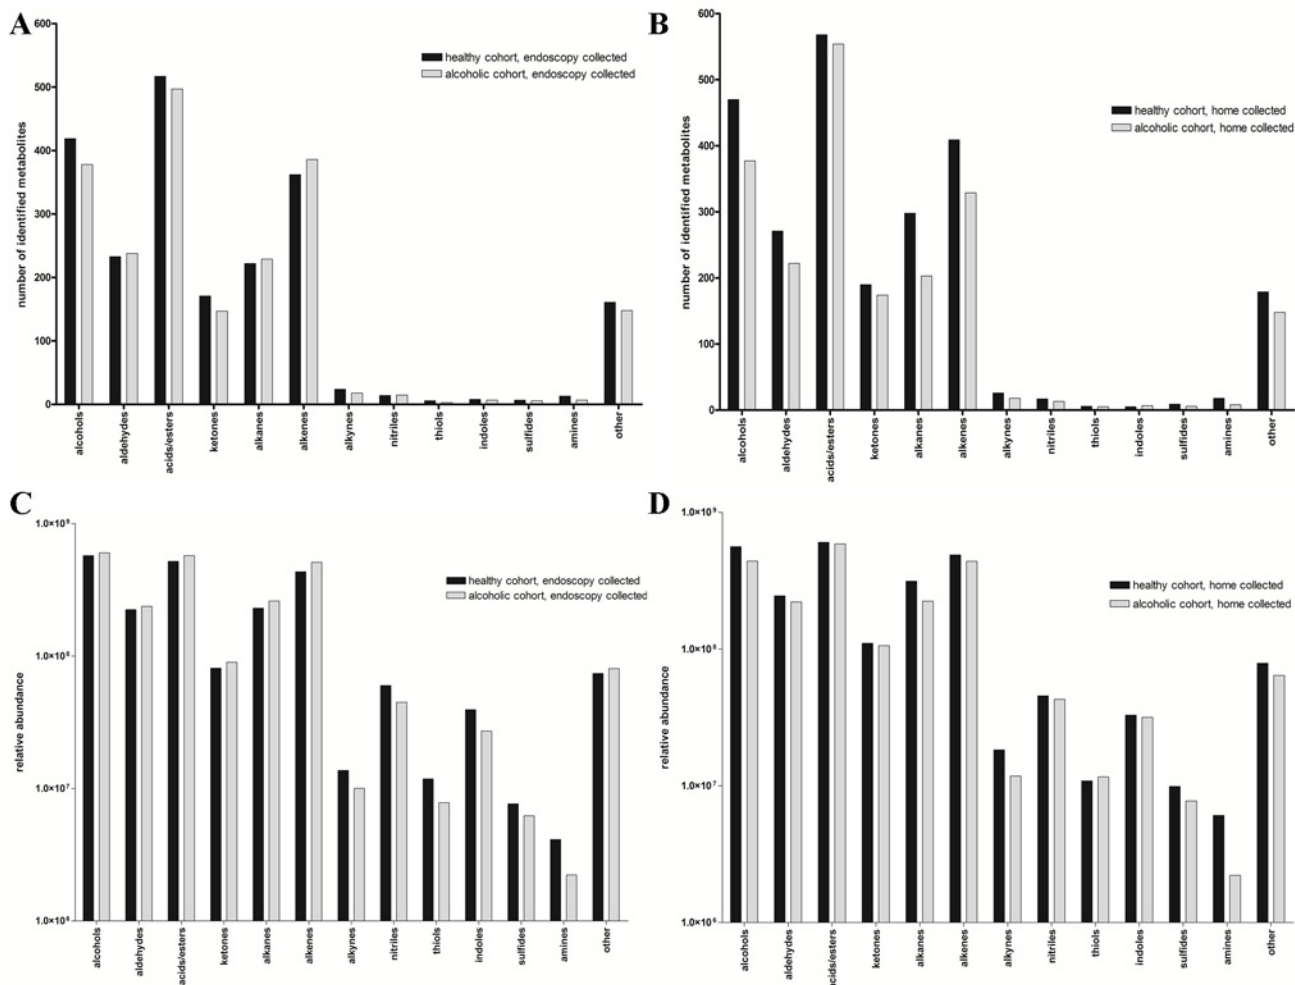 A
600
500
400
300
200
100
0
number of identified metabolites
healthy cohort, endoscopy collected
alcoholic cohort, endoscopy collected
alcohols
aldehydes
acids/esters
ketones
alkanes
alkenes
alkynes
nitriles
thiols
indoles
sulfides
amines
other
B
600
500
400
300
200
100
0
number of identified metabolites
healthy cohort, home collected
alcoholic cohort, home collected
alcohols
aldehydes
acids/esters
ketones
alkanes
alkenes
alkynes
nitriles
thiols
indoles
sulfides
amines
other
C
1.0×10⁹
1.0×10⁸
1.0×10⁷
1.0×10⁶
relative abundance
healthy cohort, endoscopy collected
alcoholic cohort, endoscopy collected
alcohols
aldehydes
acids/esters
ketones
alkanes
alkenes
alkynes
nitriles
thiols
indoles
sulfides
amines
other
D
1.0×10⁹
1.0×10⁸
1.0×10⁷
1.0×10⁶
relative abundance
healthy cohort, home collected
alcoholic cohort, home collected
alcohols
aldehydes
acids/esters
ketones
alkanes
alkenes
alkynes
nitriles
thiols
indoles
sulfides
amines
other